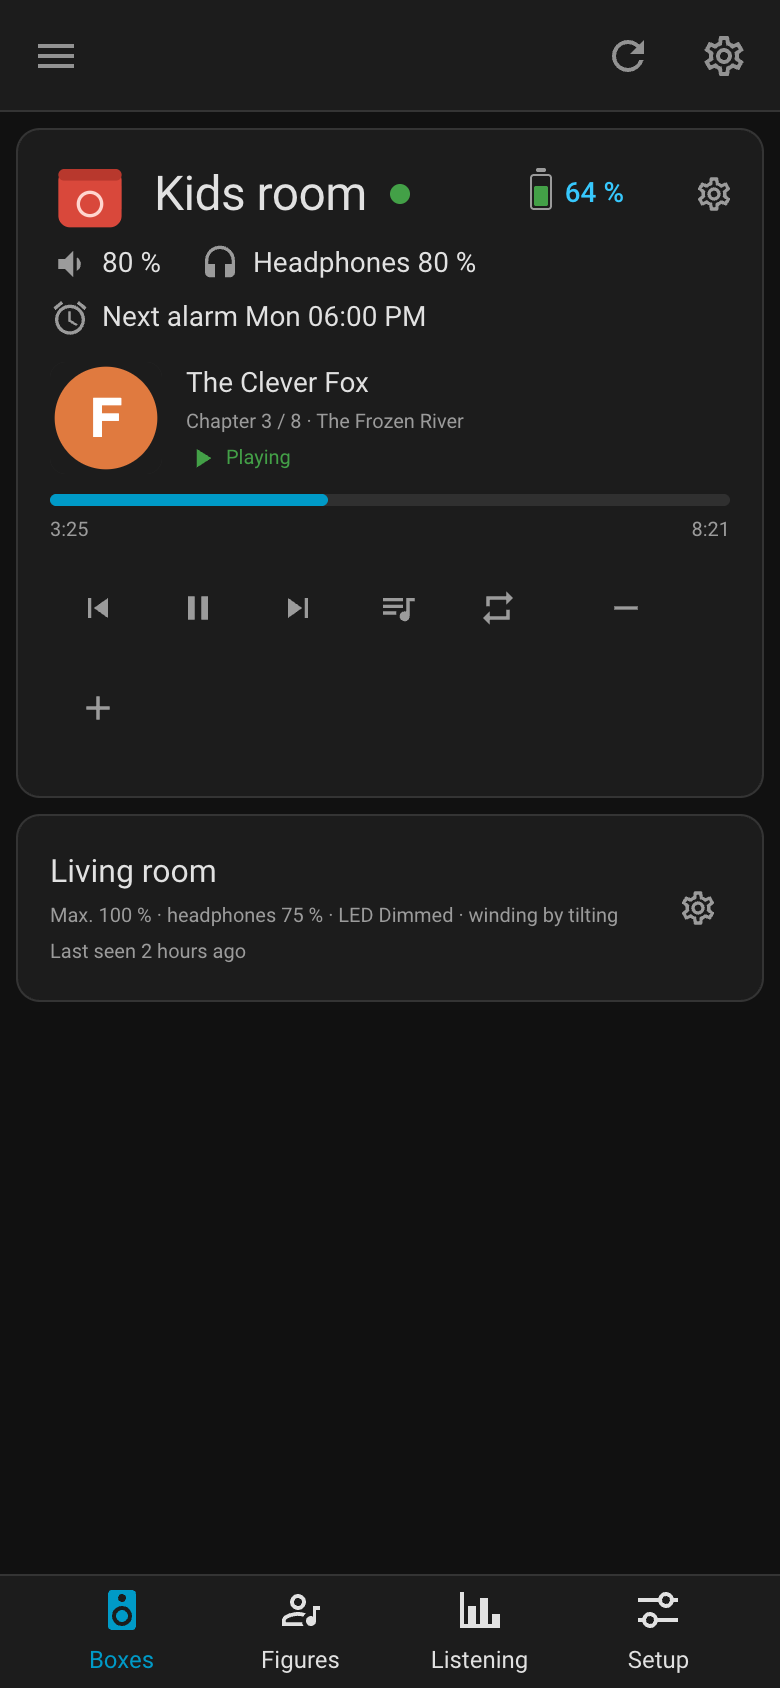 Kids room
64 %
80 %
Headphones 80 %
Next alarm Mon 06:00 PM
F
The Clever Fox
Chapter 3 / 8 · The Frozen River
Playing
3:25
8:21
Living room
Max. 100 % · headphones 75 % · LED Dimmed · winding by tilting
Last seen 2 hours ago
Boxes
Figures
Listening
Setup